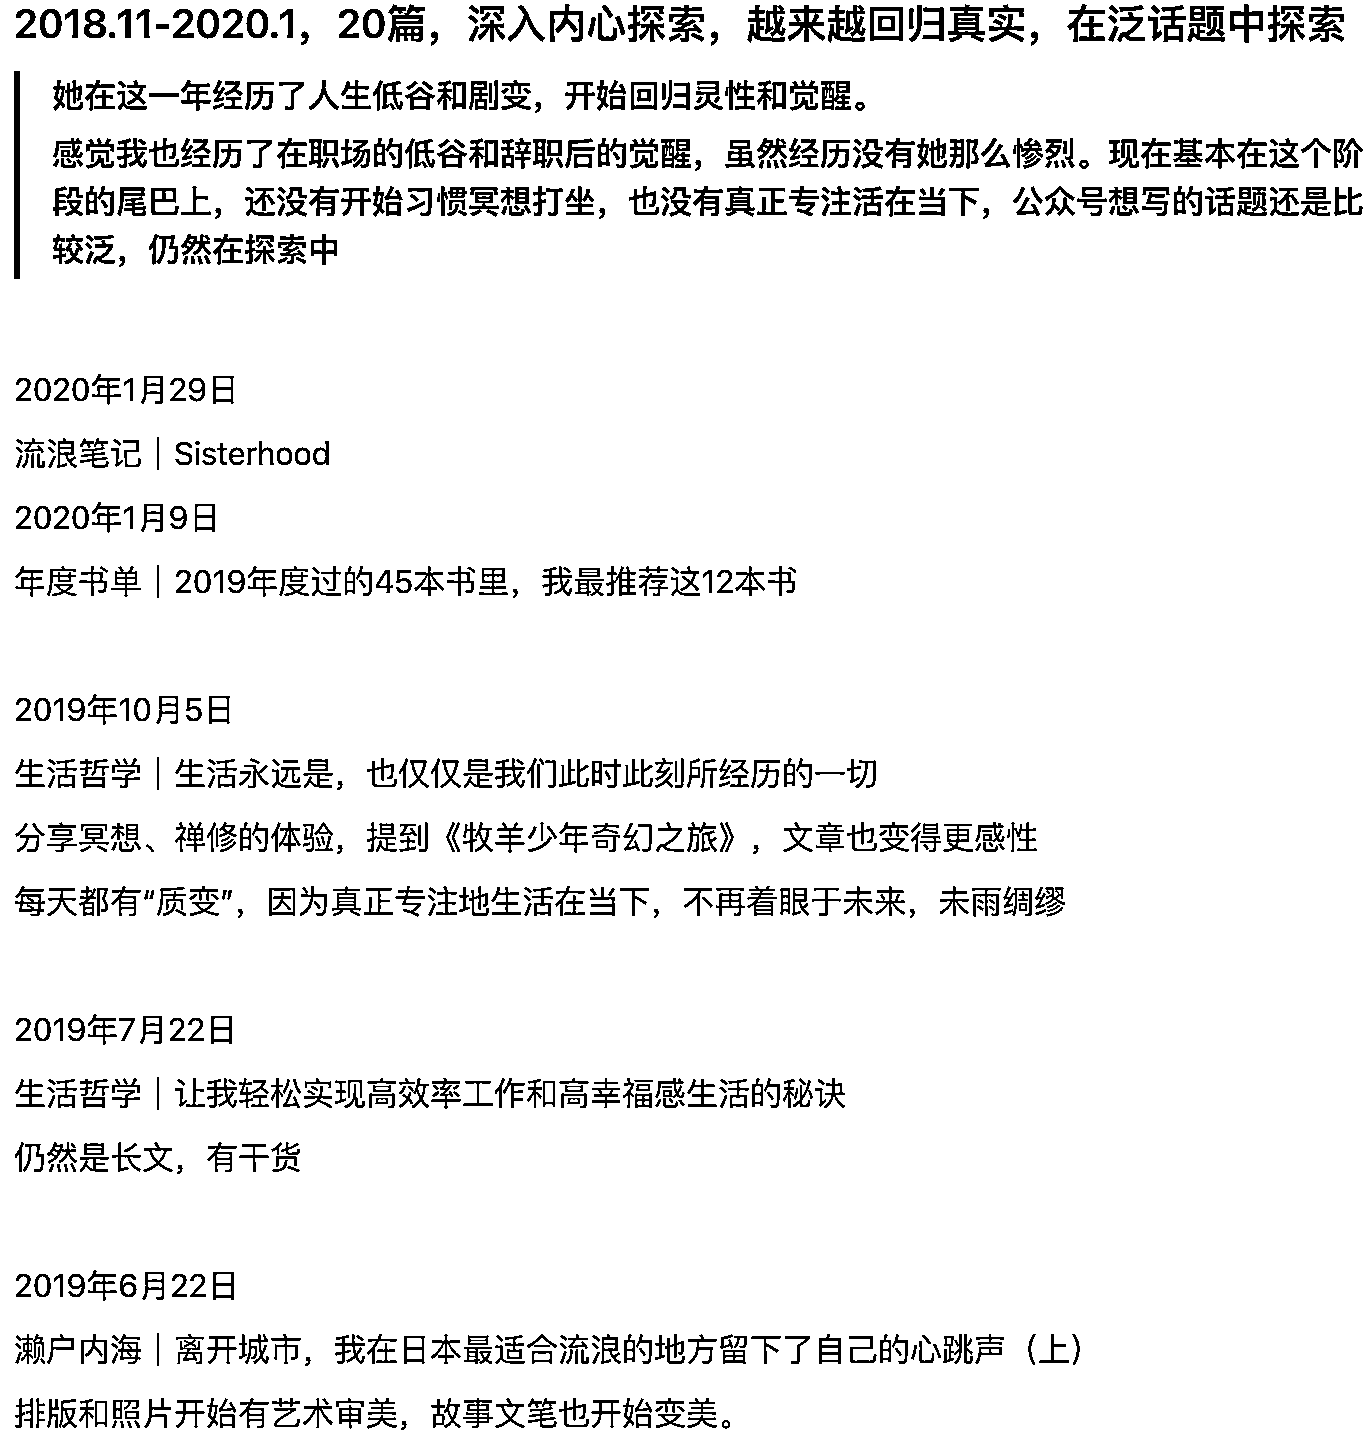 2018.11-2020.1，20篇，深入内心探索，越来越回归真实，在泛话题中探索
她在这一年经历了人生低谷和剧变，开始回归灵性和觉醒。
感觉我也经历了在职场的低谷和辞职后的觉醒，虽然经历没有她那么惨烈。现在基本在这个阶
段的尾巴上，还没有开始习惯冥想打坐，也没有真正专注活在当下，公众号想写的话题还是比
较泛，仍然在探索中
2020年1月29日
流浪笔记｜Sisterhood
2020年1月9日
年度书单｜2019年度过的45本书里，我最推荐这12本书
2019年10月5日
生活哲学｜生活永远是，也仅仅是我们此时此刻所经历的一切
分享冥想、禅修的体验，提到《牧羊少年奇幻之旅》，文章也变得更感性
每天都有“质变”，因为真正专注地生活在当下，不再着眼于未来，未雨绸缪
2019年7月22日
生活哲学｜让我轻松实现高效率工作和高幸福感生活的秘诀
仍然是长文，有干货
2019年6月22日
濑户内海｜离开城市，我在日本最适合流浪的地方留下了自己的心跳声（上）
排版和照片开始有艺术审美，故事文笔也开始变美。